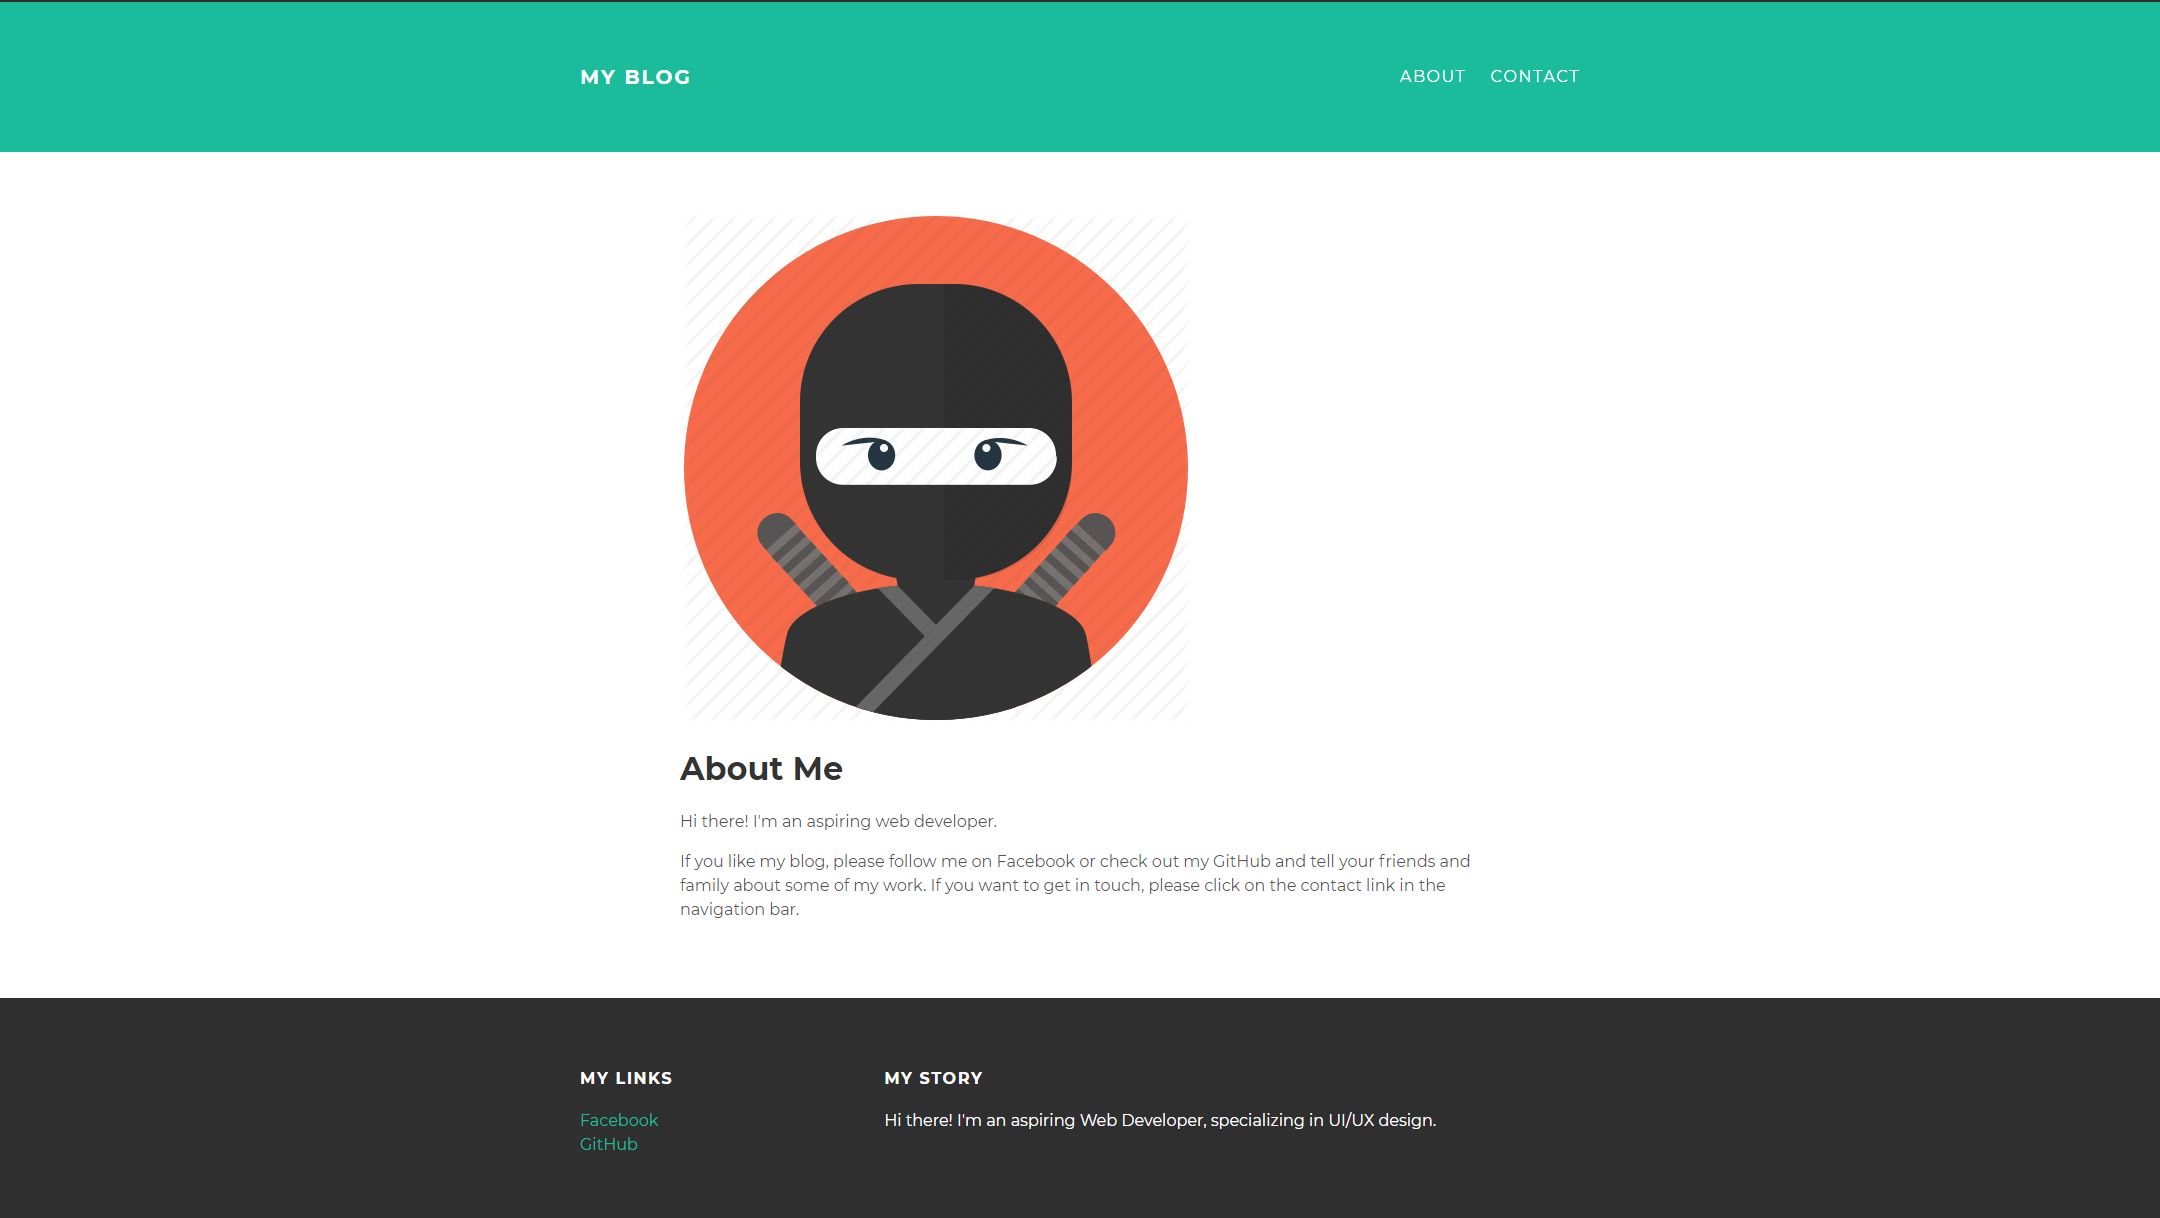 MY BLOG
ABOUT CONTACT
About Me
Hi there! I'm an aspiring web developer.
If you like my blog, please follow me on Facebook or check out my GitHub and tell your friends and
family about some of my work. If you want to get in touch, please click on the contact link in the
navigation bar.
MY LINKS
Facebook
GitHub
MY STORY
Hi there! I'm an aspiring Web Developer, specializing in UI/UX design.